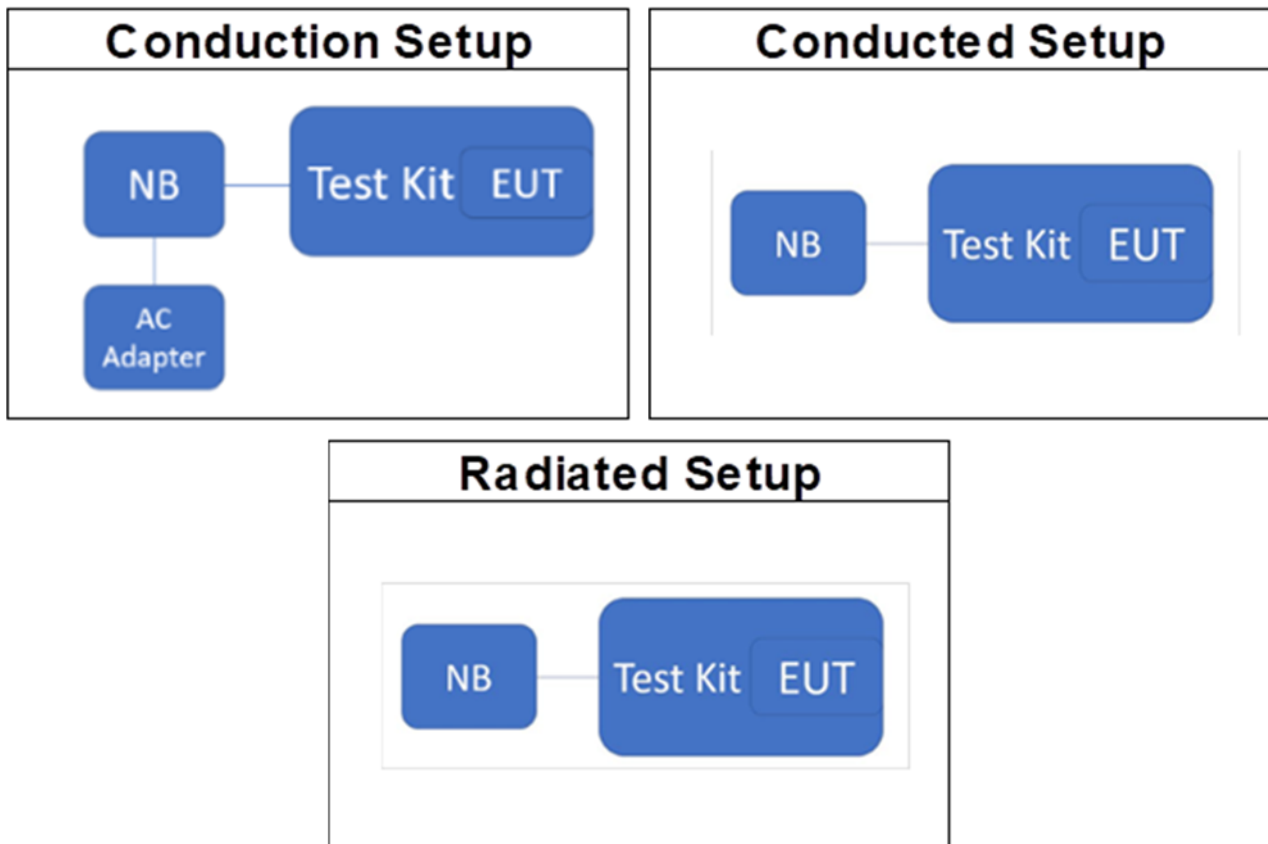 Conduction Setup
NB
Test Kit
EUT
AC
Adapter
Conducted Setup
NB
Test Kit
EUT
Radiated Setup
NB
Test Kit
EUT